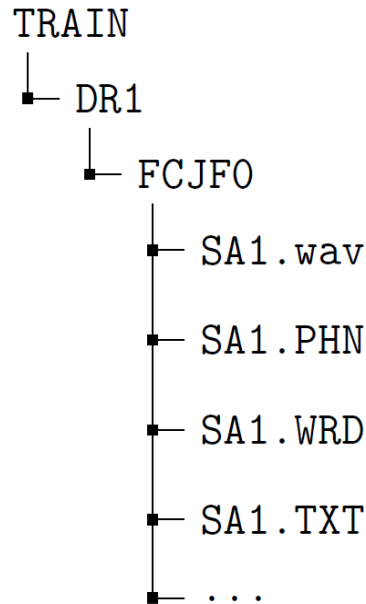 TRAIN
DR1
FCJF0
SA1.wav
SA1.PHN
SA1.WRD
SA1.TXT
...